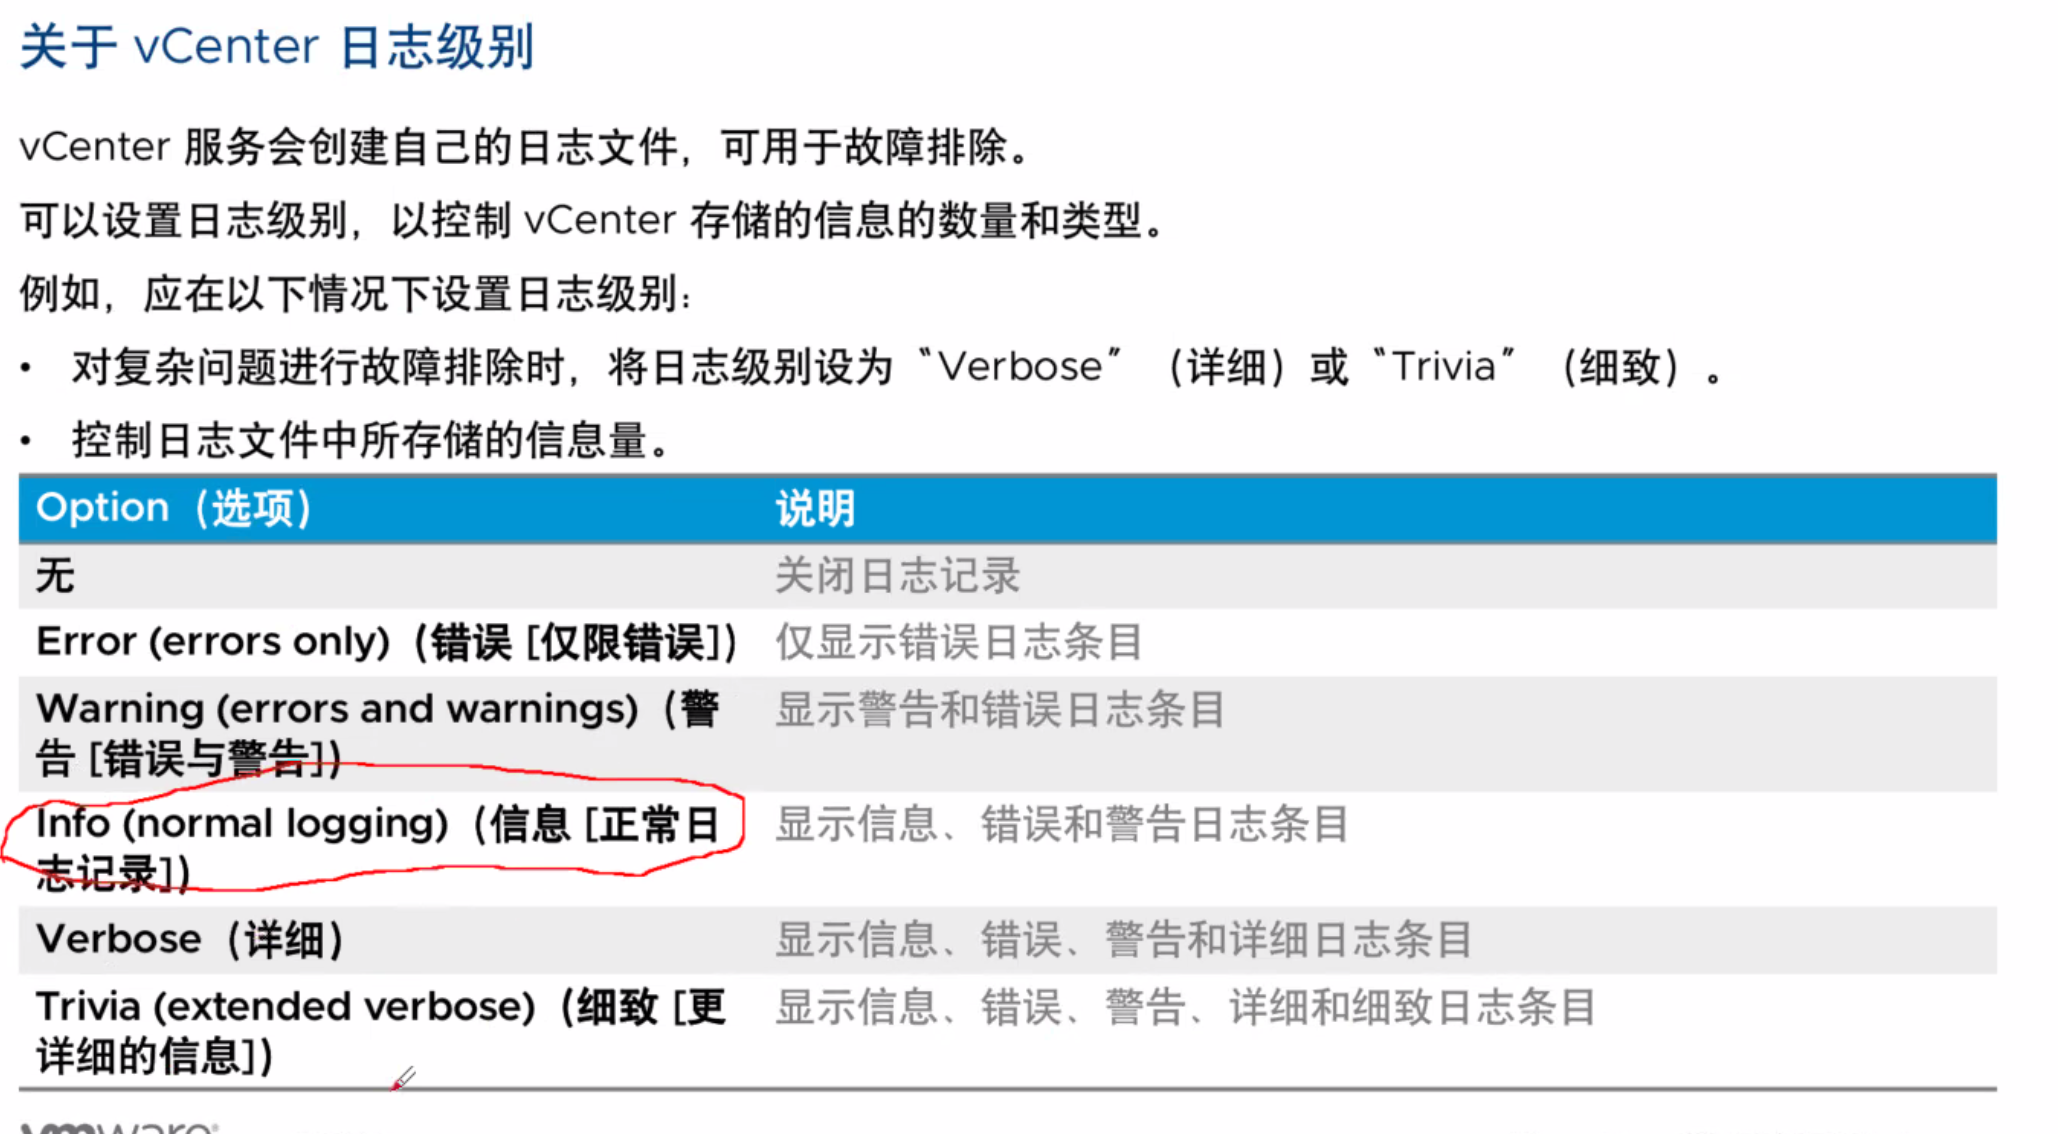 关于 vCenter 日志级别
vCenter 服务会创建自己的日志文件，可用于故障排除。
可以设置日志级别，以控制 vCenter 存储的信息的数量和类型。
例如，应在以下情况下设置日志级别：
• 对复杂问题进行故障排除时，将日志级别设为〝Verbose〞（详细）或〝Trivia〞（细致）。
• 控制日志文件中所存储的信息量。
Option（选项） 说明
无 关闭日志记录
Error (errors only)（错误 [仅限错误]） 仅显示错误日志条目
Warning (errors and warnings)（警 显示警告和错误日志条目
告 [错误与警告]）
Info (normal logging)（信息 [正常日 显示信息、错误和警告日志条目
志记录]）
Verbose（详细） 显示信息、错误、警告和详细日志条目
Trivia (extended verbose)（细致 [更 显示信息、错误、警告、详细和细致日志条目
详细的信息]）
vmware®